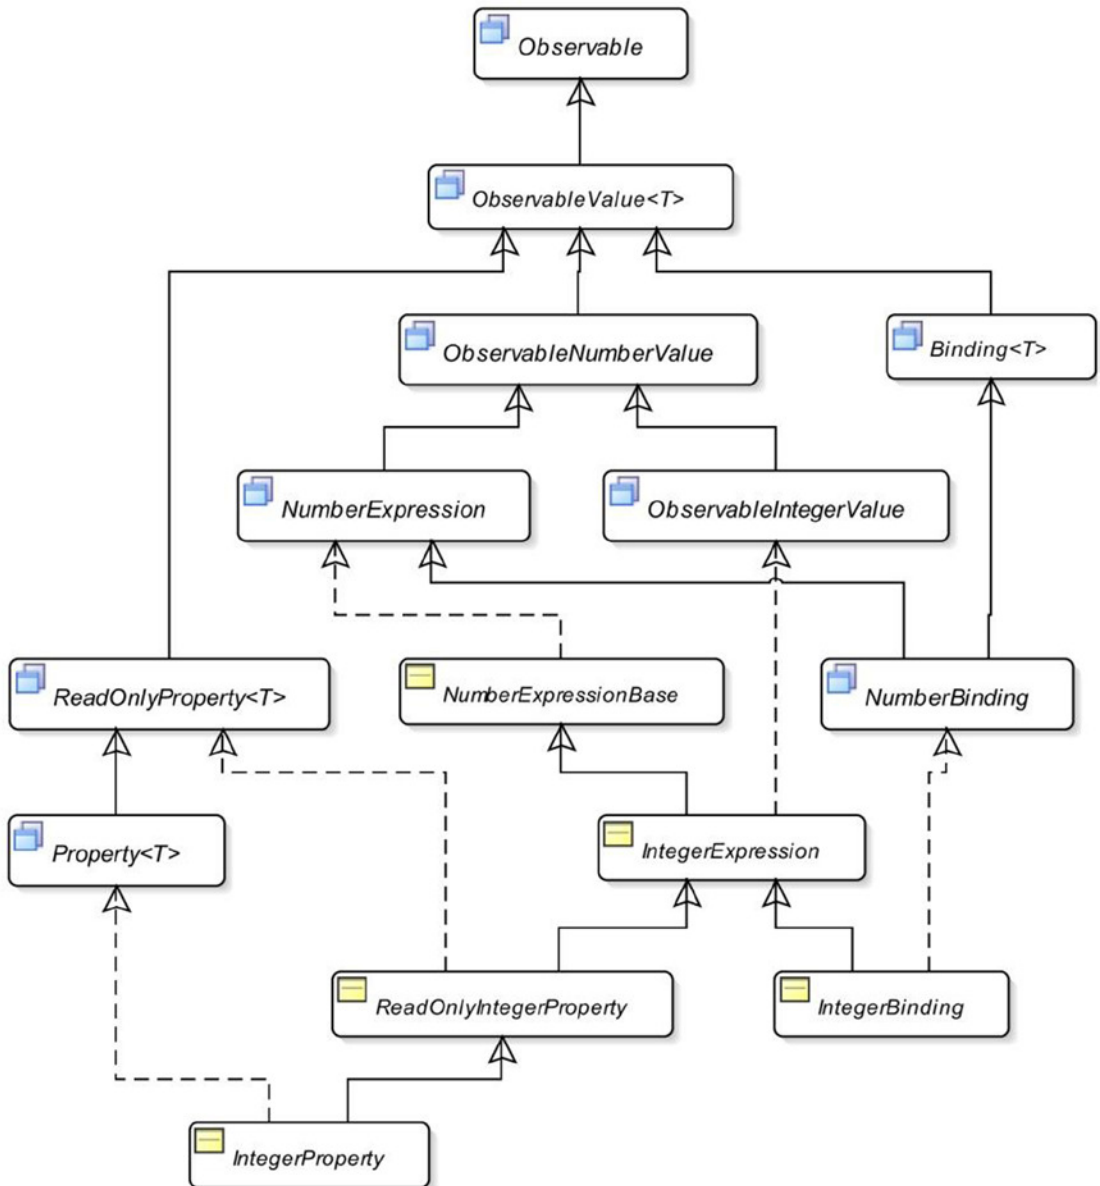 Observable
ObservableValue<T>
ObservableNumberValue
Binding<T>
NumberExpression
ObservableIntegerValue
ReadOnlyProperty<T>
NumberExpressionBase
NumberBinding
Property<T>
IntegerExpression
ReadOnlyIntegerProperty
IntegerBinding
IntegerProperty